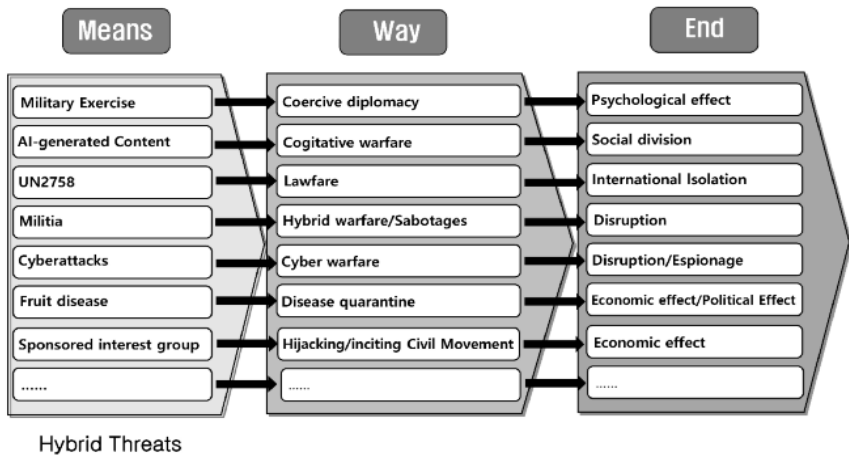 Means Way End
Military Exercise Coercive diplomacy Psychological effect
AI-generated Content Cogitative warfare Social division
UN2758 Lawfare International Isolation
Militia Hybrid warfare/Sabotages Disruption
Cyberattacks Cyber warfare Disruption/Espionage
Fruit disease Disease quarantine Economic effect/Political Effect
Sponsored interest group Hijacking/inciting Civil Movement Economic effect
...... ...... ......
Hybrid Threats